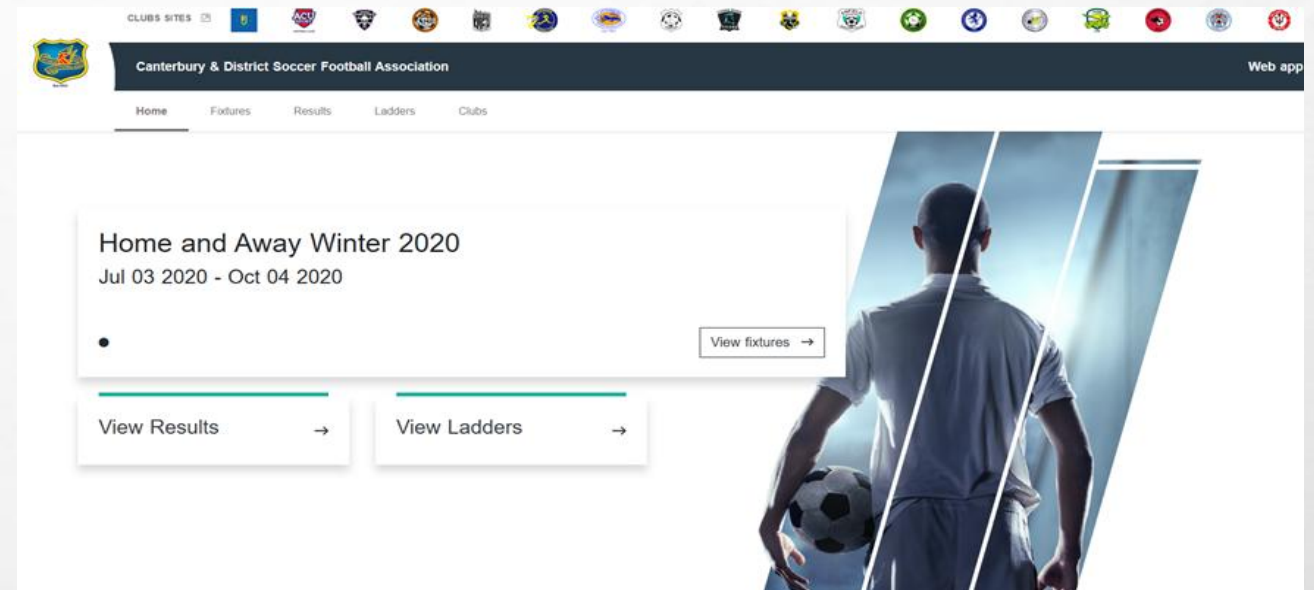 CLUBS SITES
ACU
Canterbury & District Soccer Football Association
Web app
Home
Fixtures
Results
Ladders
Clubs
Home and Away Winter 2020
Jul 03 2020 - Oct 04 2020
View fixtures →
View Results →
View Ladders →